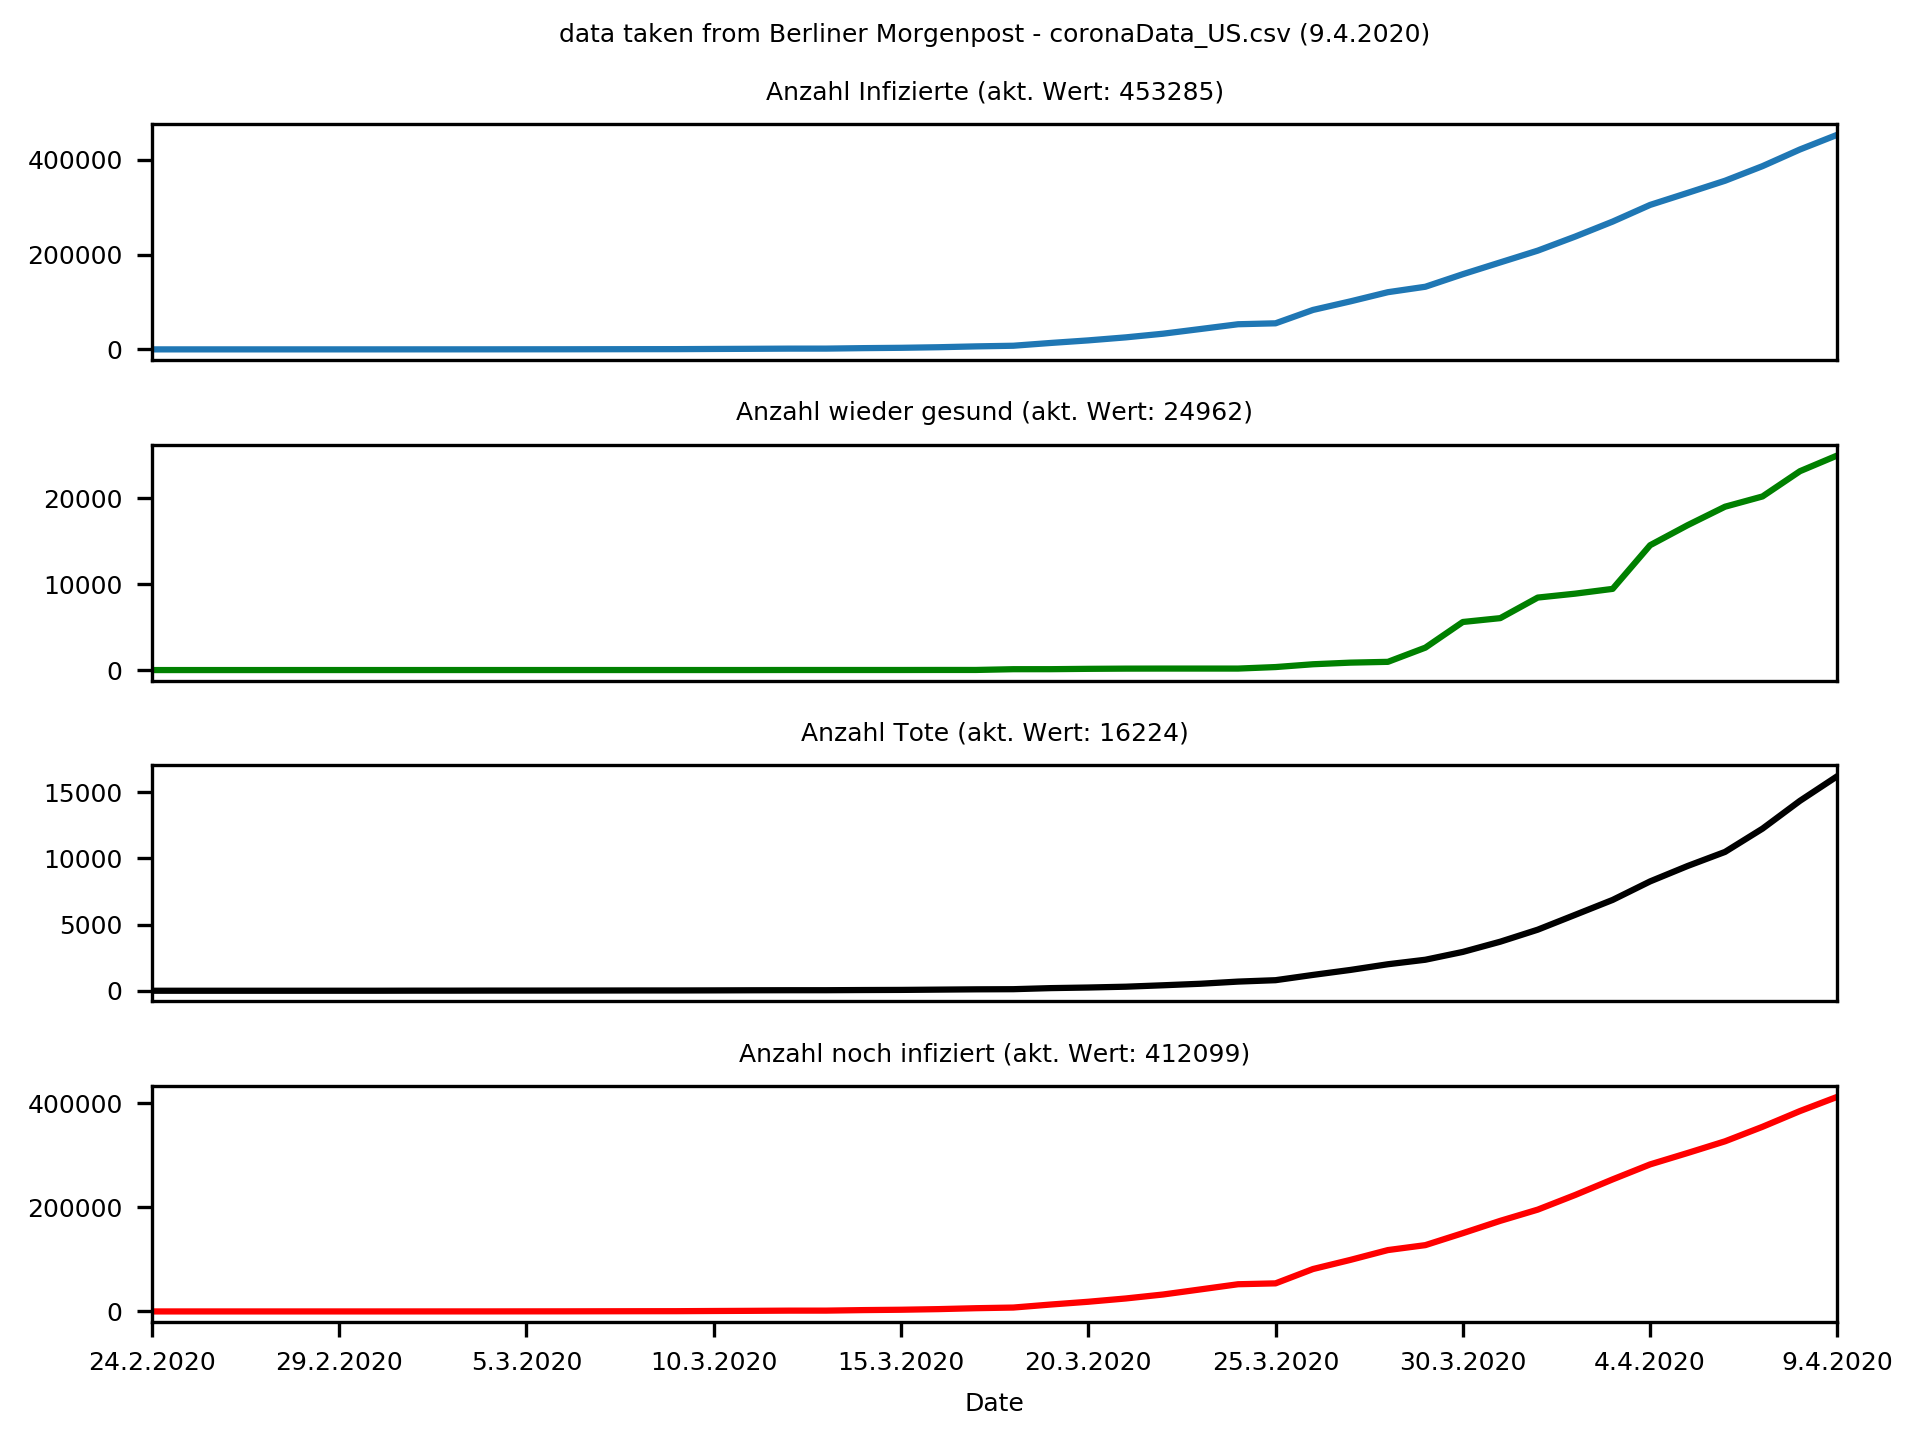 data taken from Berliner Morgenpost - coronaData_US.csv (9.4.2020)
Anzahl Infizierte (akt. Wert: 453285)
400000
200000
0
Anzahl wieder gesund (akt. Wert: 24962)
20000
10000
0
Anzahl Tote (akt. Wert: 16224)
15000
10000
5000
0
Anzahl noch infiziert (akt. Wert: 412099)
400000
200000
0
24.2.2020 29.2.2020 5.3.2020 10.3.2020 15.3.2020 20.3.2020 25.3.2020 30.3.2020 4.4.2020 9.4.2020
Date